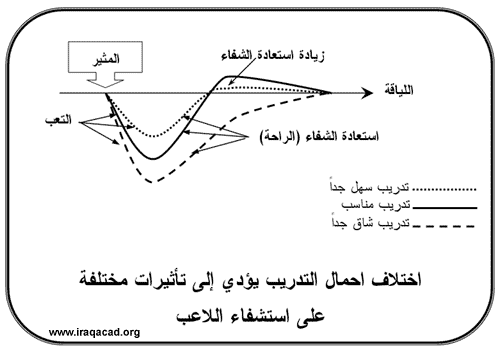 المثير
زيادة استعادة الشفاء
اللياقة
التعب
استعادة الشفاء (الراحة)
تدريب سهل جداً
تدريب مناسب
تدريب شاق جداً
اختلاف احمال التدريب يؤدي إلى تأثيرات مختلفة
على استشفاء اللاعب
www.iraqacad.org